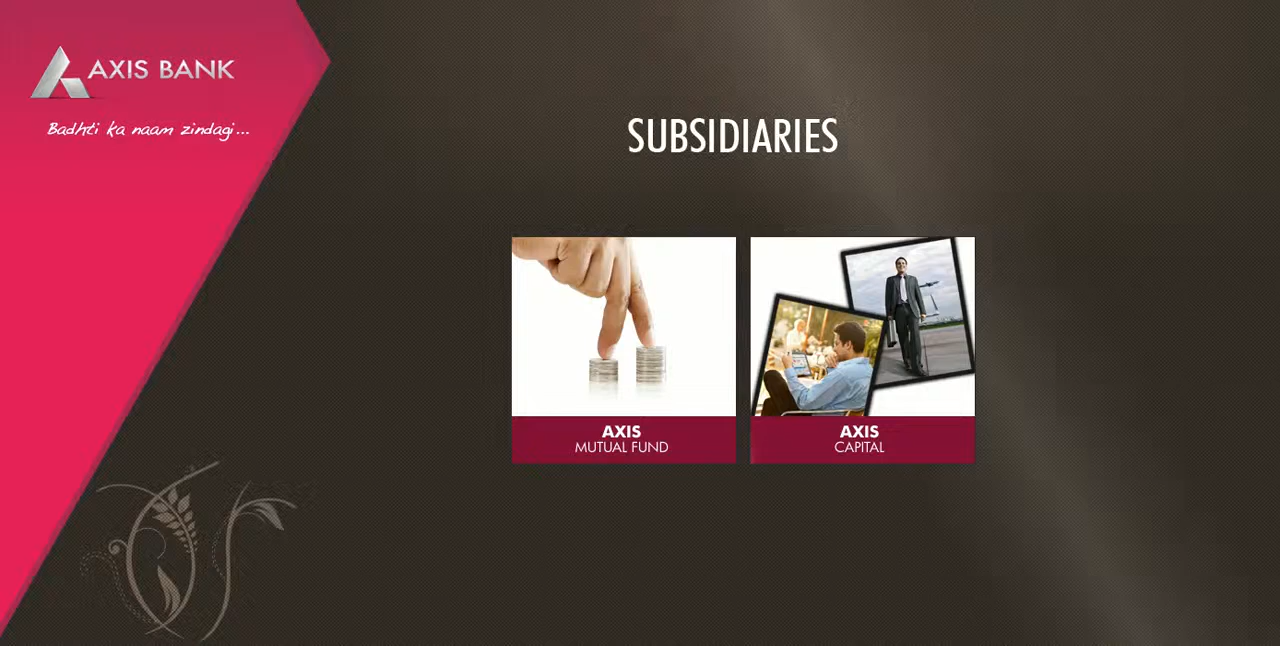 AXIS BANK
Badhti ka naam zindagi...
SUBSIDIARIES
AXIS
MUTUAL FUND
AXIS
CAPITAL